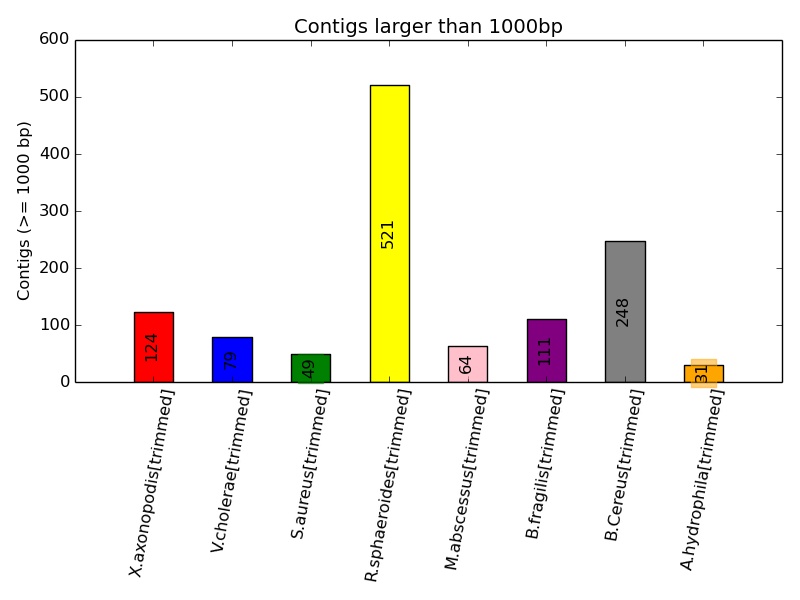 Contigs larger than 1000bp
Contigs (>= 1000 bp)
600
500
400
300
200
100
0
124
79
49
521
64
111
248
31
X.axonopodis[trimmed]
V.cholerae[trimmed]
S.aureus[trimmed]
R.sphaeroides[trimmed]
M.abscessus[trimmed]
B.fragilis[trimmed]
B.Cereus[trimmed]
A.hydrophila[trimmed]